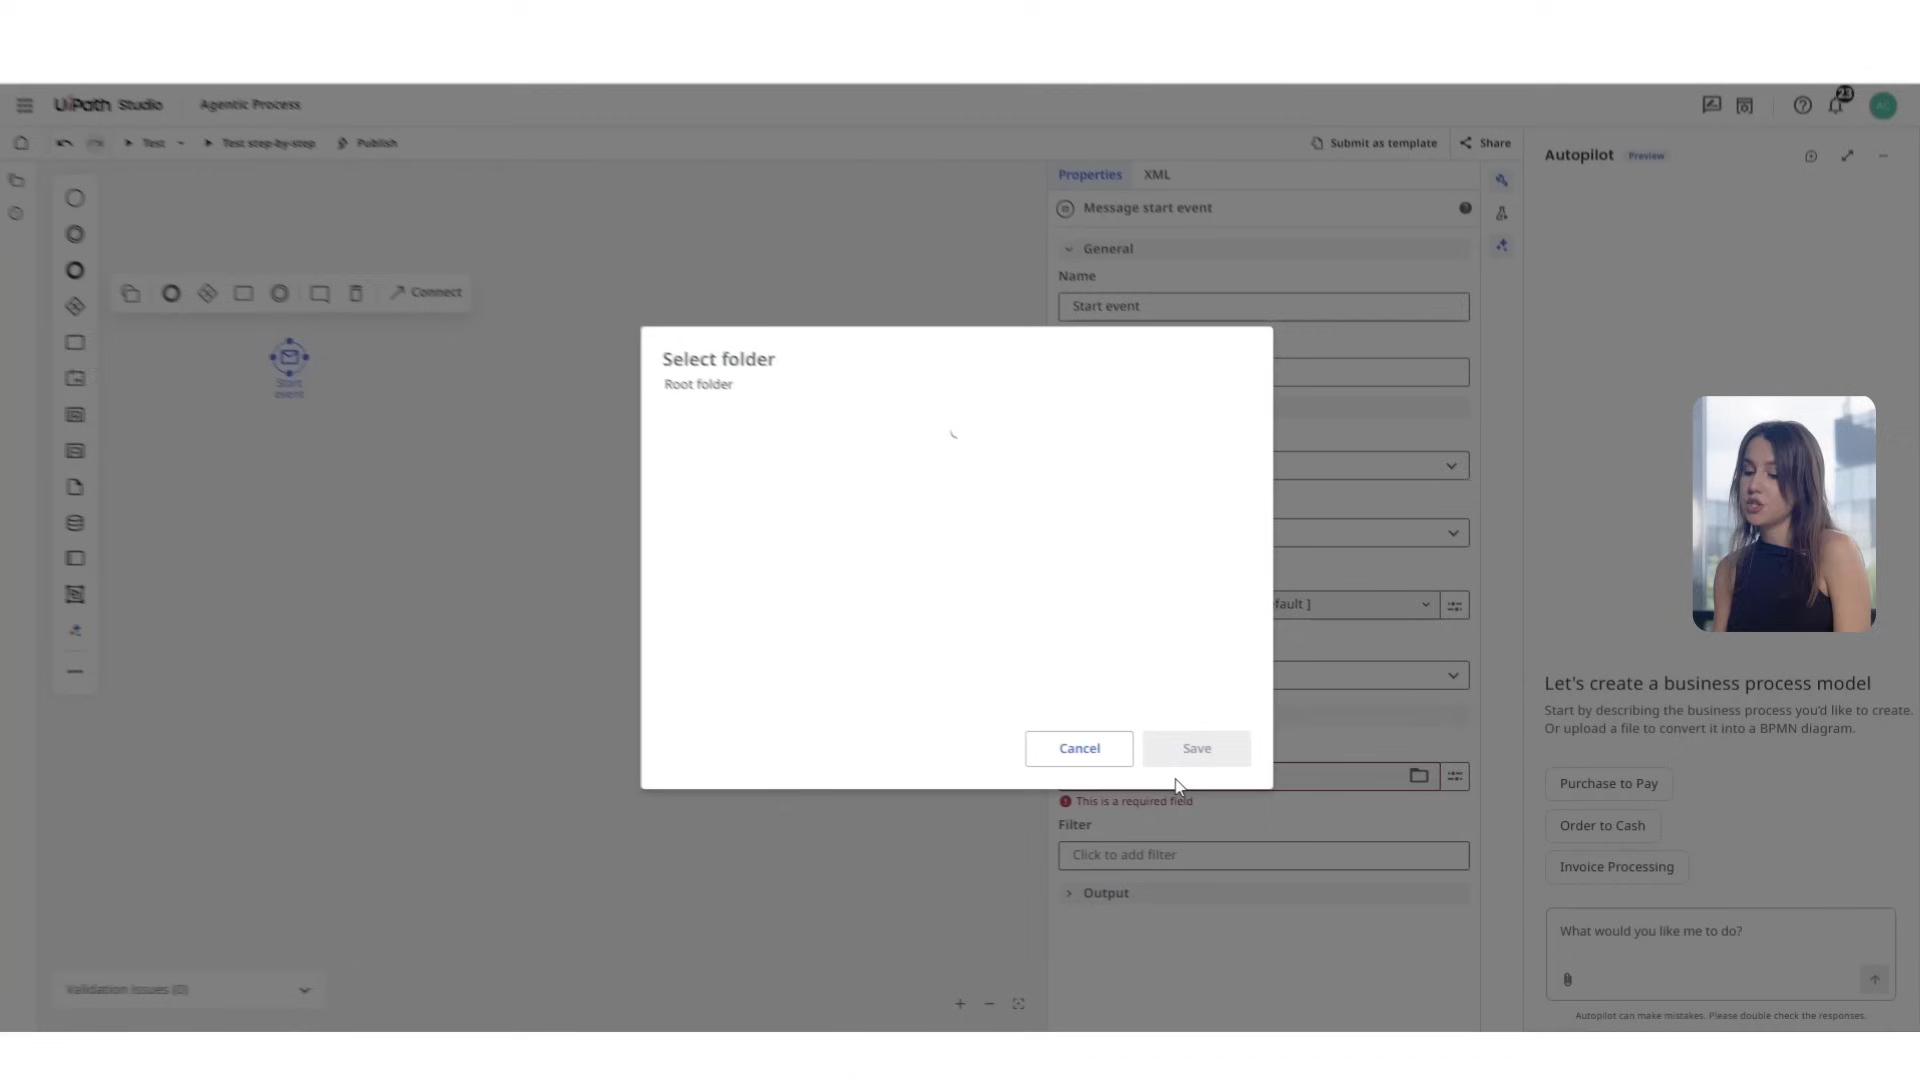 UiPath Studio
Agentic Process
23
AC
Test
Test step-by-step
Publish
Submit as template
Share
Properties
XML
Message start event
General
Name
Start event
Connect
Start
event
Select folder
Root folder
fault ]
Cancel
Save
This is a required field
Filter
Click to add filter
Output
Validation issues (0)
Autopilot
Preview
Let's create a business process model
Start by describing the business process you'd like to create.
Or upload a file to convert it into a BPMN diagram.
Purchase to Pay
Order to Cash
Invoice Processing
What would you like me to do?
Autopilot can make mistakes. Please double check the responses.